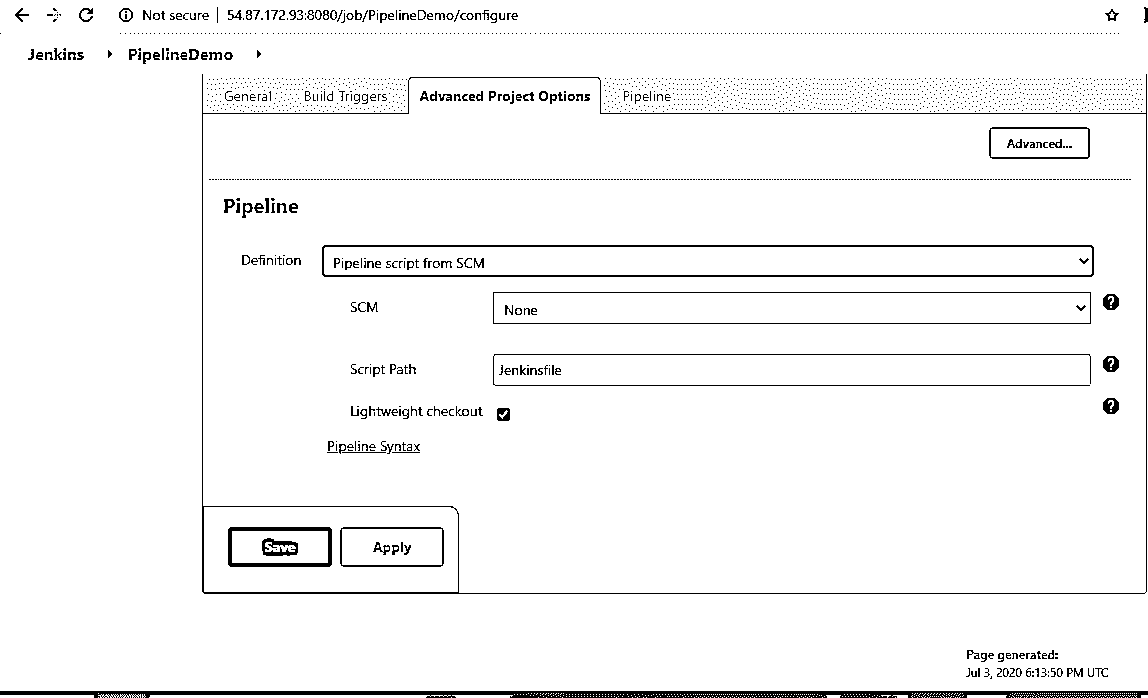 Not secure | 54.87.172.93:8080/job/PipelineDemo/configure
Jenkins PipelineDemo
General Build Triggers Advanced Project Options Pipeline
Advanced...
Pipeline
Definition Pipeline script from SCM
SCM None
Script Path Jenkinsfile
Lightweight checkout
Pipeline Syntax
Save Apply
Page generated:
Jul 3, 2020 6:13:50 PM UTC